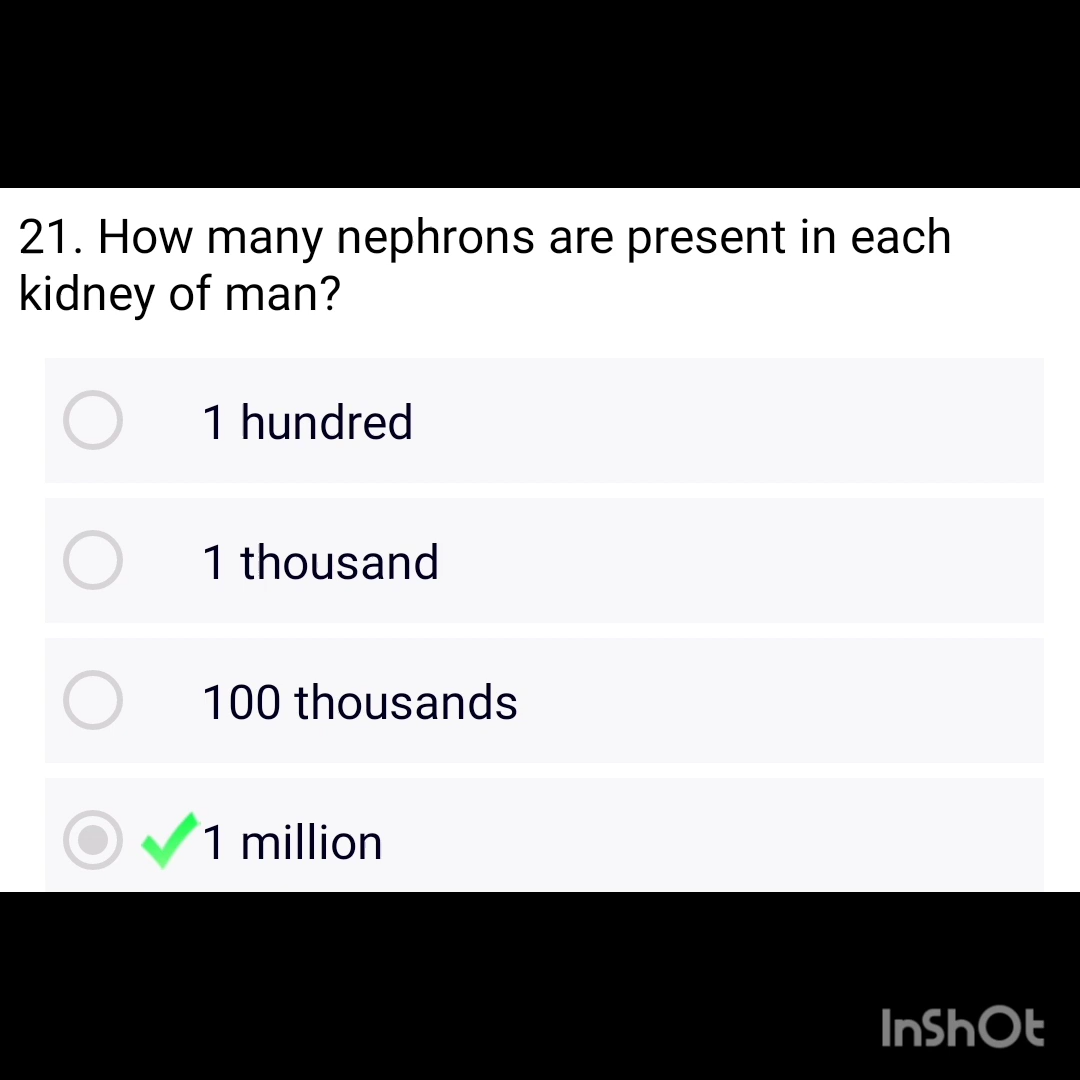 21. How many nephrons are present in each
kidney of man?
1 hundred
1 thousand
100 thousands
1 million
InShOt